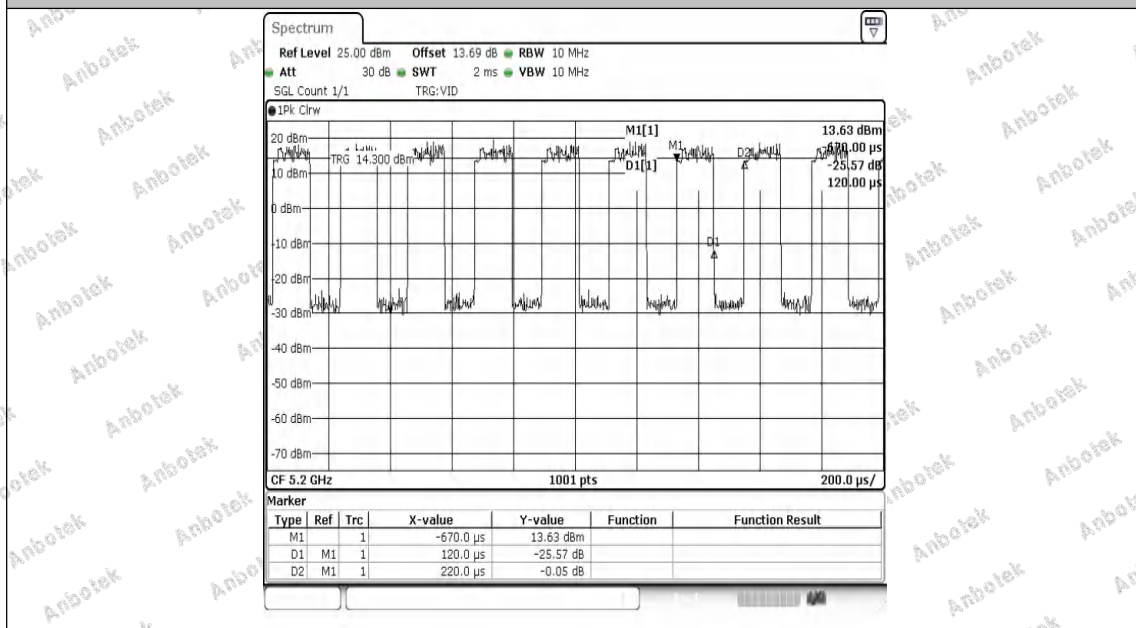 Spectrum
Ref Level 25.00 dBm Offset 13.69 dB RBW 10 MHz
Att 30 dB SWT 2 ms VBW 10 MHz
SGL Count 1/1 TRG:VID
1Pk Clrw
M1[1] 13.63 dBm
-670.00 µs
D1[1] -25.57 dB
120.00 µs
M1
D2
D1
TRG 14.300 dBm
20 dBm
10 dBm
0 dBm
-10 dBm
-20 dBm
-30 dBm
-40 dBm
-50 dBm
-60 dBm
-70 dBm
CF 5.2 GHz 1001 pts 200.0 µs/
Marker
Type Ref Trc X-value Y-value Function Function Result
M1 1 -670.0 µs 13.63 dBm
D1 M1 1 120.0 µs -25.57 dB
D2 M1 1 220.0 µs -0.05 dB
Anbotek